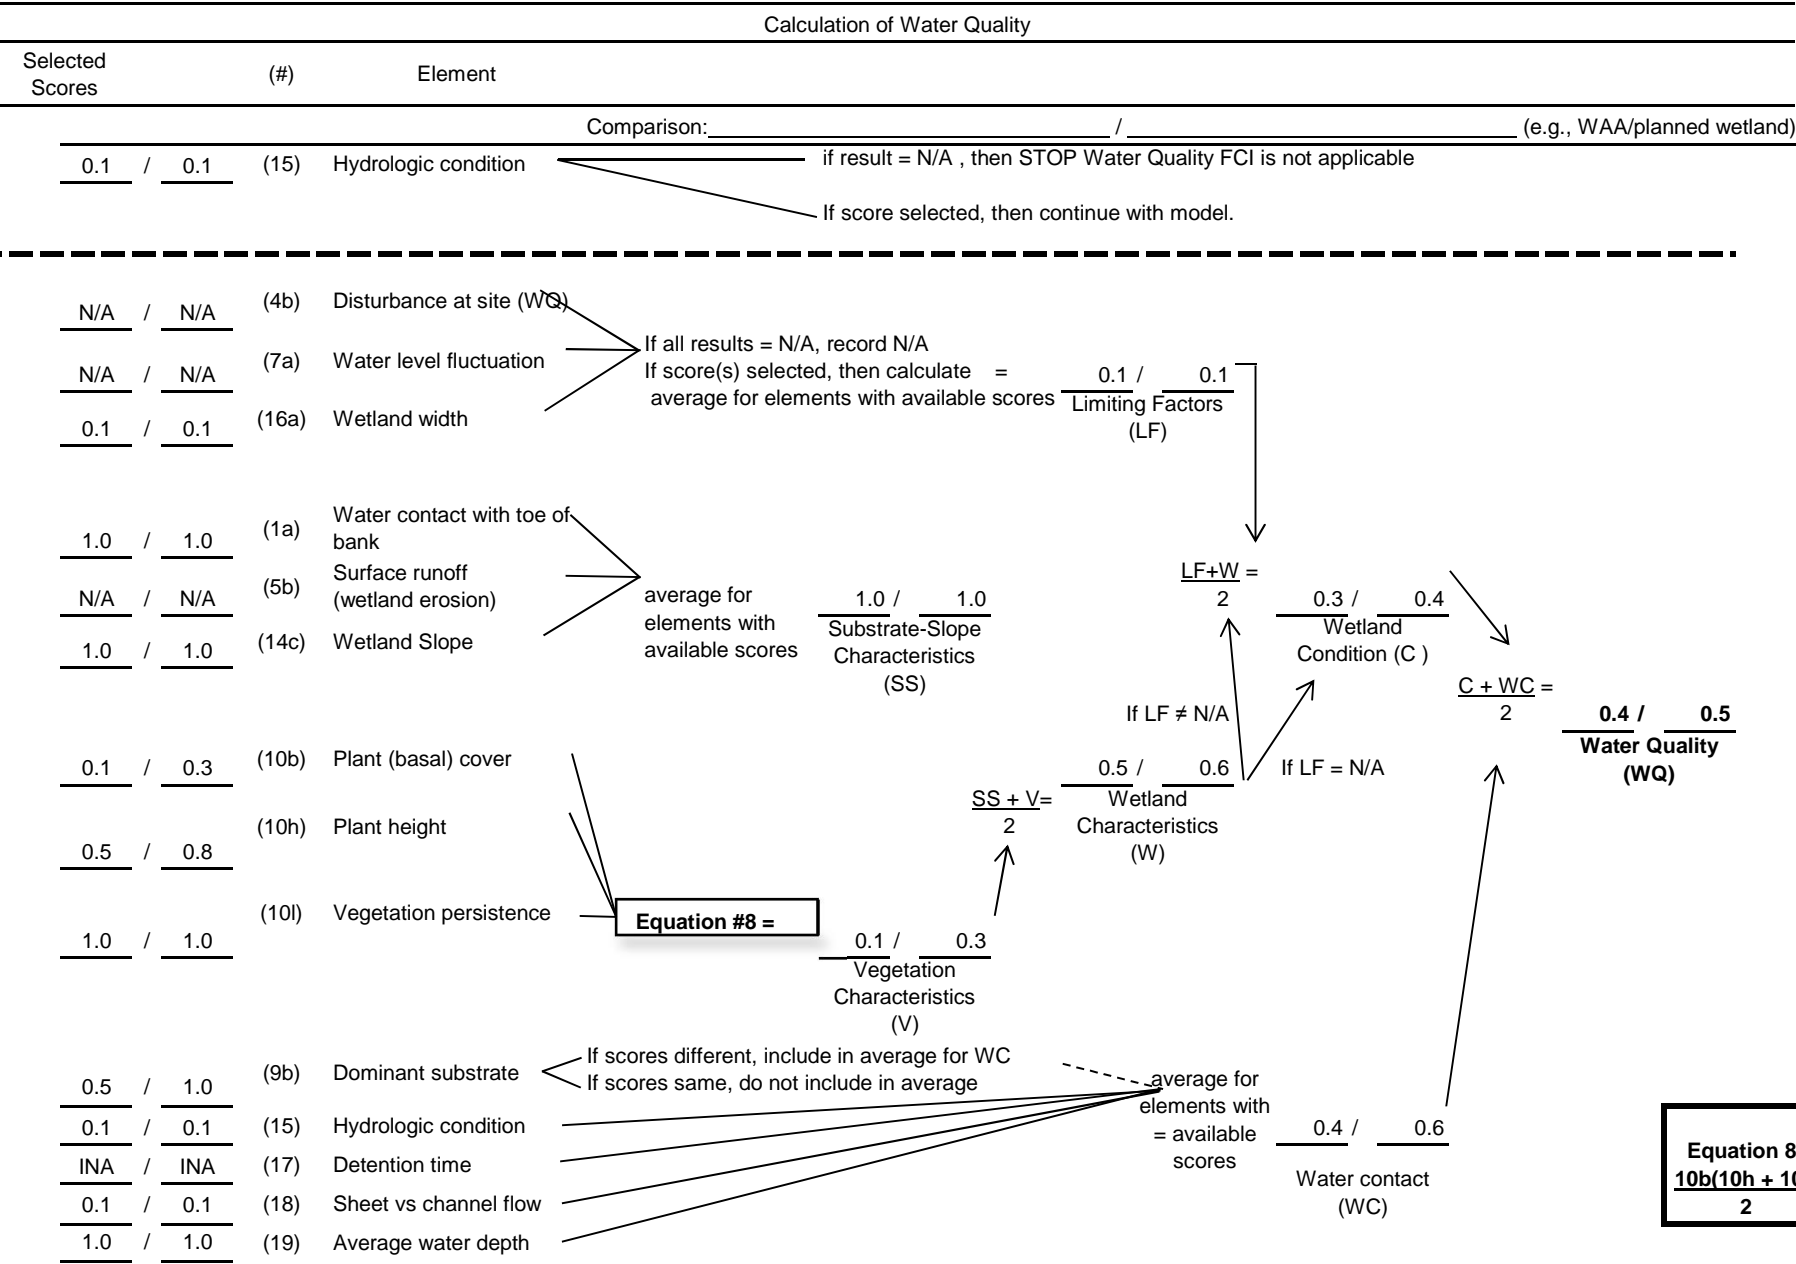 Calculation of Water Quality
Selected
Scores
(#)
Element
Comparison: / (e.g., WAA/planned wetland)
0.1 / 0.1 (15) Hydrologic condition
if result = N/A , then STOP Water Quality FCI is not applicable
If score selected, then continue with model.
N/A / N/A (4b) Disturbance at site (WQ)
N/A / N/A (7a) Water level fluctuation
0.1 / 0.1 (16a) Wetland width
If all results = N/A, record N/A
If score(s) selected, then calculate =
average for elements with available scores
0.1 / 0.1
Limiting Factors
(LF)
1.0 / 1.0 (1a) Water contact with toe of
bank
N/A / N/A (5b) Surface runoff
(wetland erosion)
1.0 / 1.0 (14c) Wetland Slope
average for
elements with
available scores
1.0 / 1.0
Substrate-Slope
Characteristics
(SS)
LF+W =
2
0.3 / 0.4
Wetland
Condition (C )
If LF ≠ N/A
If LF = N/A
C + WC =
2
0.4 / 0.5
Water Quality
(WQ)
0.1 / 0.3 (10b) Plant (basal) cover
0.5 / 0.8 (10h) Plant height
1.0 / 1.0 (10l) Vegetation persistence
SS + V=
2
0.5 / 0.6
Wetland
Characteristics
(W)
Equation #8 =
0.1 / 0.3
Vegetation
Characteristics
(V)
0.5 / 1.0 (9b) Dominant substrate
If scores different, include in average for WC
If scores same, do not include in average
0.1 / 0.1 (15) Hydrologic condition
INA / INA (17) Detention time
0.1 / 0.1 (18) Sheet vs channel flow
1.0 / 1.0 (19) Average water depth
average for
elements with
= available
scores
0.4 / 0.6
Water contact
(WC)
Equation 8
10b(10h + 10
2